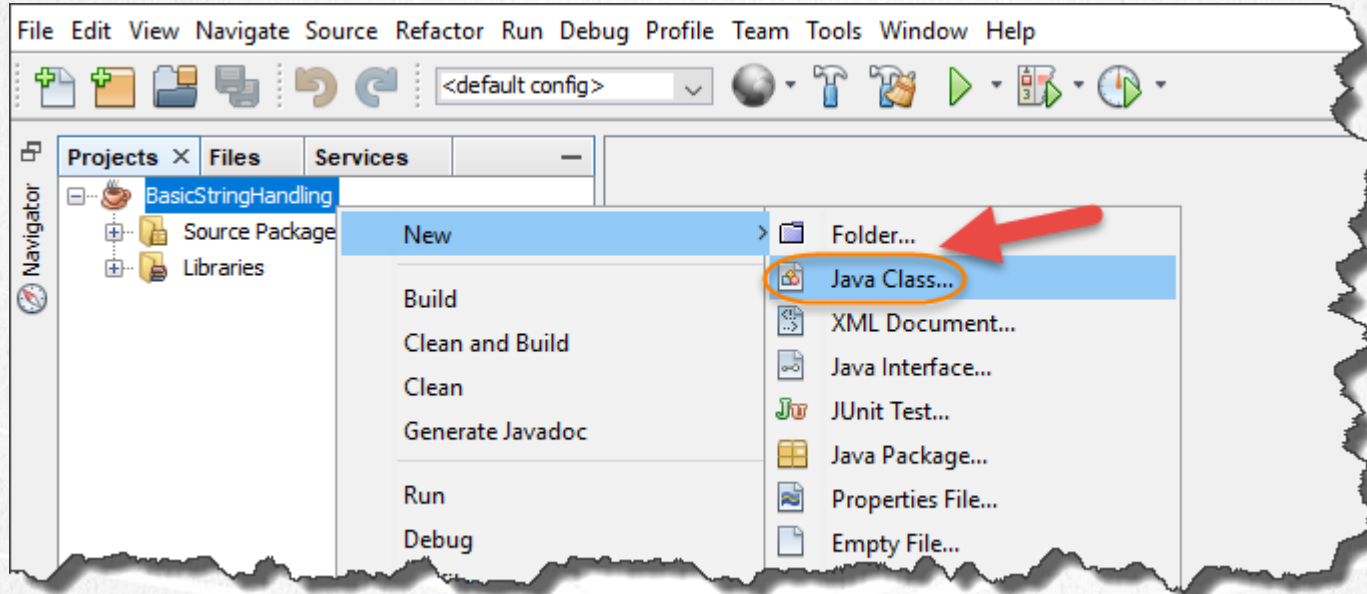 File Edit View Navigate Source Refactor Run Debug Profile Team Tools Window Help
<default config>
Projects Files Services
Navigator
BasicStringHandling
Source Package
Libraries
New
Build
Clean and Build
Clean
Generate Javadoc
Run
Debug
Folder...
Java Class...
XML Document...
Java Interface...
JUnit Test...
Java Package...
Properties File...
Empty File...